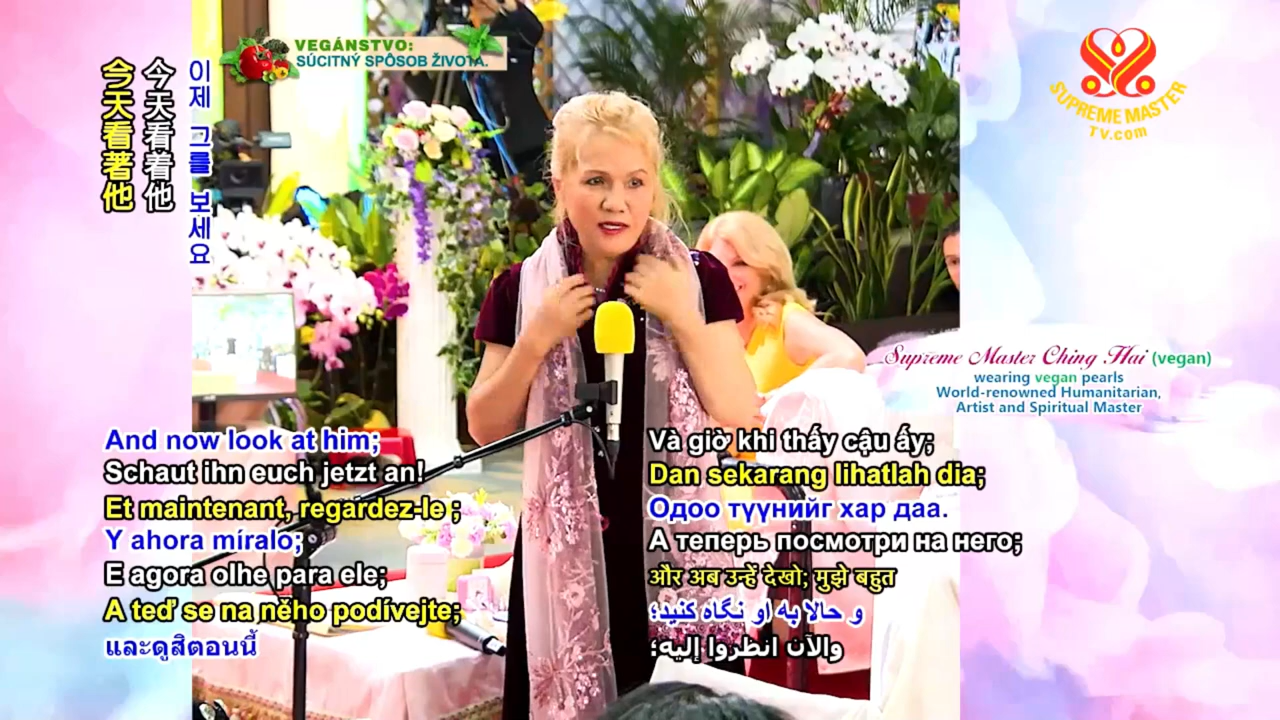 VEGÁNSTVO:
SÚCITNÝ SPÔSOB ŽIVOTA.
SUPREME MASTER
TV.com
이제 그를 보세요
今天看着他
今天看著他
Supreme Master Ching Hai (vegan)
wearing vegan pearls
World-renowned Humanitarian,
Artist and Spiritual Master
And now look at him;
Schaut ihn euch jetzt an!
Et maintenant, regardez-le ;
Y ahora míralo;
E agora olhe para ele;
A teď se na něho podívejte;
และดูสิตอนนี้
Và giờ khi thấy cậu ấy;
Dan sekarang lihatlah dia;
Одоо түүнийг хар даа.
А теперь посмотри на него;
और अब उन्हें देखो; मुझे बहुत
و حالا به او نگاه کنید؛
والآن انظروا إليه؛